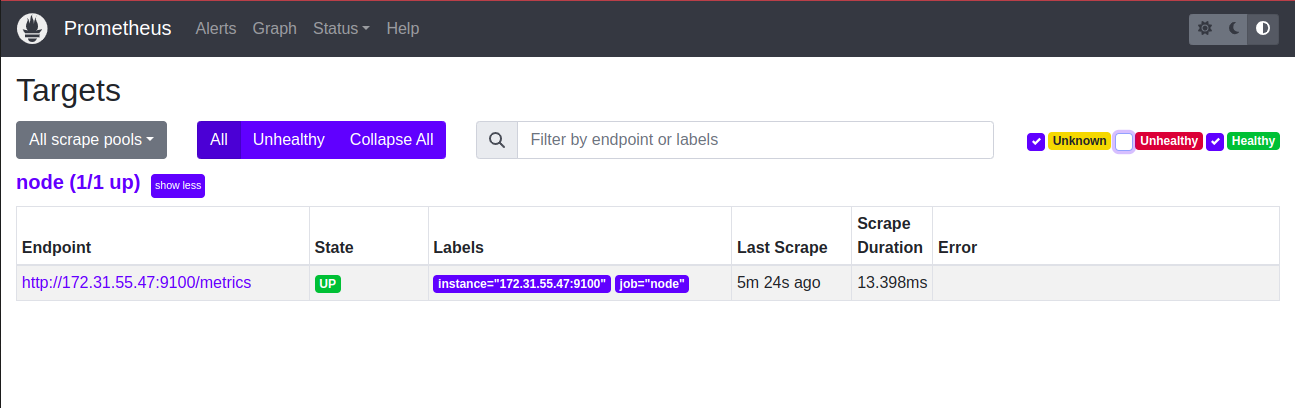 Prometheus Alerts Graph Status Help
Targets
All scrape pools All Unhealthy Collapse All Filter by endpoint or labels Unknown Unhealthy Healthy
node (1/1 up) show less
Endpoint State Labels Last Scrape Scrape Duration Error
http://172.31.55.47:9100/metrics UP instance="172.31.55.47:9100" job="node" 5m 24s ago 13.398ms